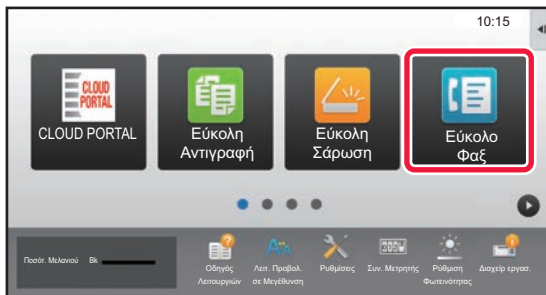 10:15
CLOUD
PORTAL
CLOUD PORTAL
Εύκολη
Αντιγραφή
Εύκολη
Σάρωση
Εύκολο
Φαξ
Ποσότ. Μελανιού Bk
Οδηγός
Λειτουργιών
Λειτ. Προβολ.
σε Μεγέθυνση
Ρυθμίσεις
Συν. Μετρητής
Ρύθμιση
Φωτεινότητας
Διαχείρ εργασ.